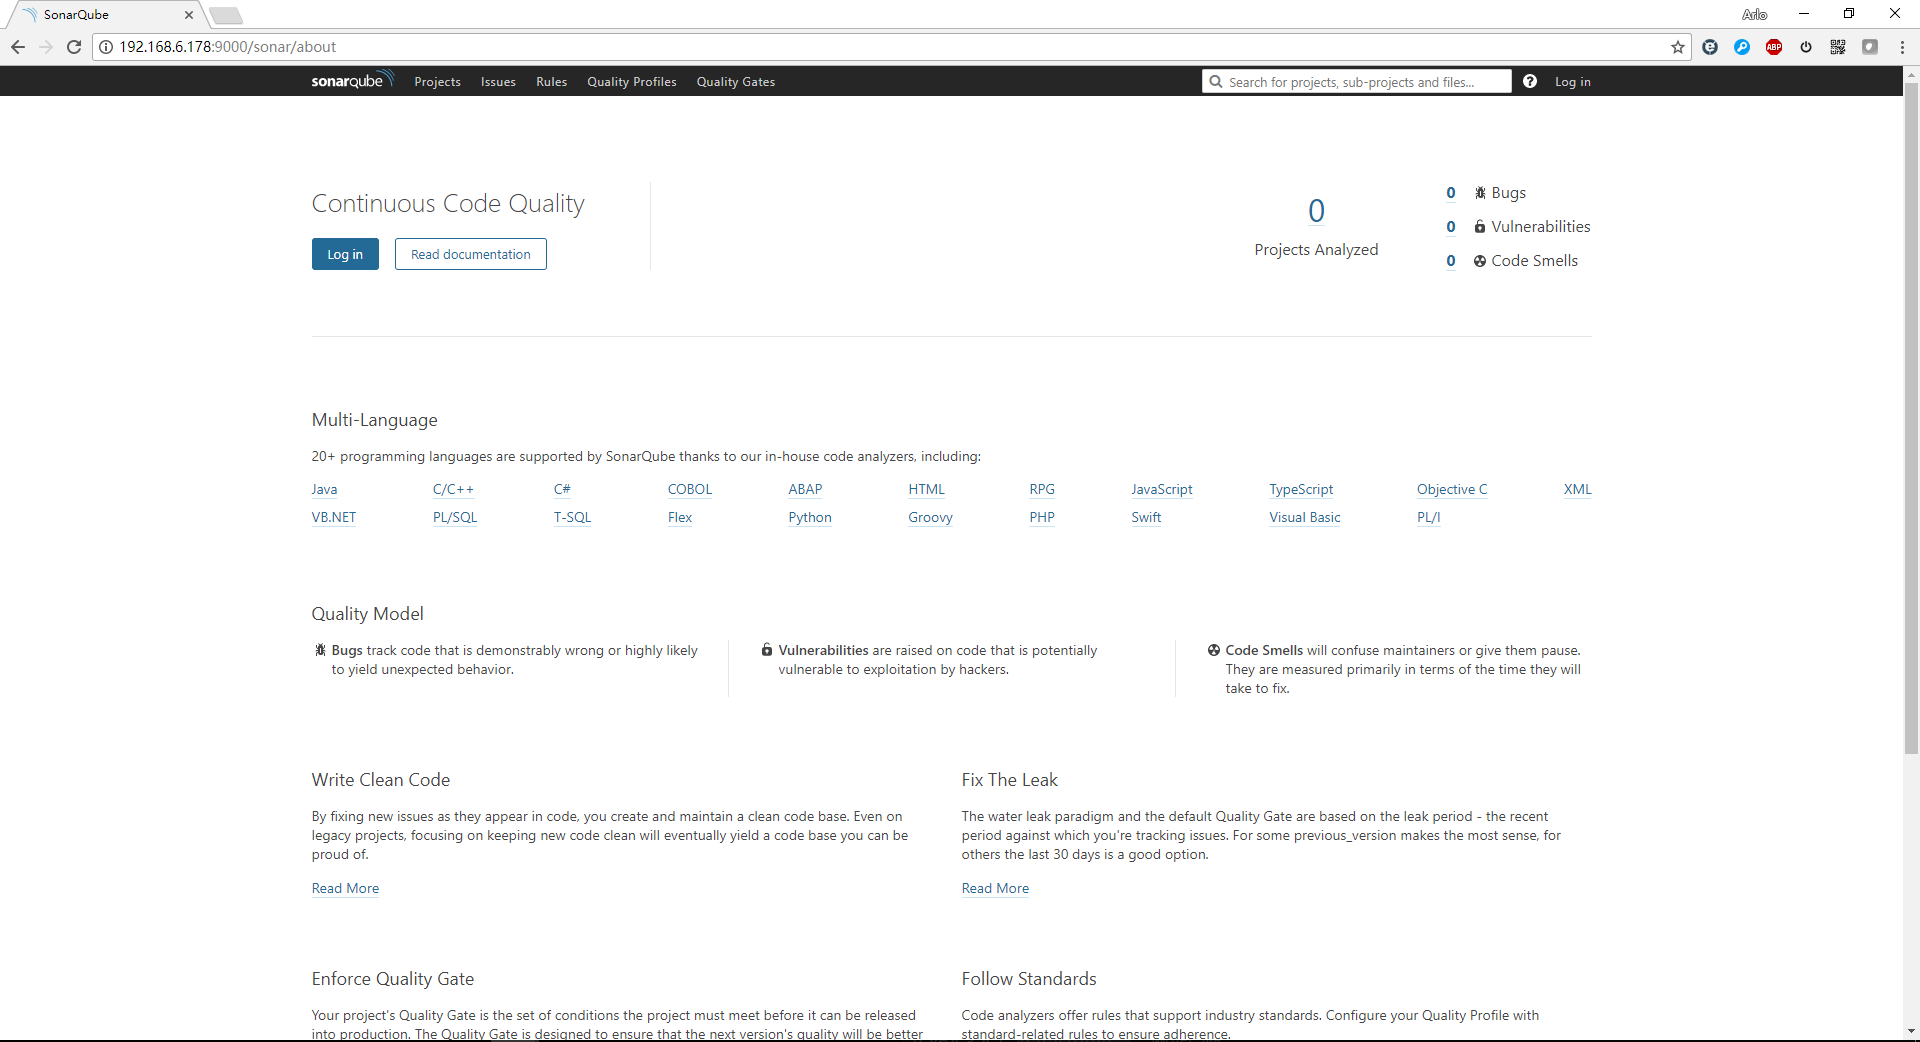 SonarQube
Arlo
192.168.6.178:9000/sonar/about
ABP
sonarqube Projects Issues Rules Quality Profiles Quality Gates Search for projects, sub-projects and files... ? Log in
Continuous Code Quality
Log in Read documentation
0
Projects Analyzed
0 Bugs
0 Vulnerabilities
0 Code Smells
Multi-Language
20+ programming languages are supported by SonarQube thanks to our in-house code analyzers, including:
Java C/C++ C# COBOL ABAP HTML RPG JavaScript TypeScript Objective C XML
VB.NET PL/SQL T-SQL Flex Python Groovy PHP Swift Visual Basic PL/I
Quality Model
Bugs track code that is demonstrably wrong or highly likely
to yield unexpected behavior.
Vulnerabilities are raised on code that is potentially
vulnerable to exploitation by hackers.
Code Smells will confuse maintainers or give them pause.
They are measured primarily in terms of the time they will
take to fix.
Write Clean Code
By fixing new issues as they appear in code, you create and maintain a clean code base. Even on
legacy projects, focusing on keeping new code clean will eventually yield a code base you can be
proud of.
Read More
Fix The Leak
The water leak paradigm and the default Quality Gate are based on the leak period - the recent
period against which you're tracking issues. For some previous_version makes the most sense, for
others the last 30 days is a good option.
Read More
Enforce Quality Gate
Your project's Quality Gate is the set of conditions the project must meet before it can be released
into production. The Quality Gate is designed to ensure that the next version's quality will be better
Follow Standards
Code analyzers offer rules that support industry standards. Configure your Quality Profile with
standard-related rules to ensure adherence.